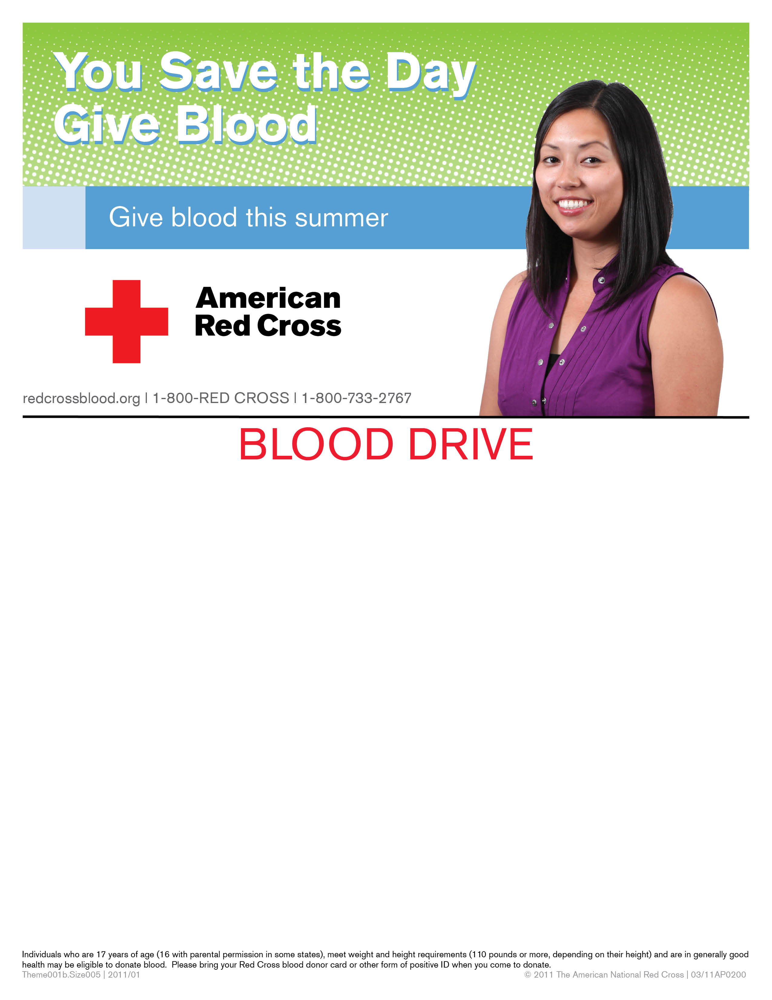 You Save the Day
Give Blood
Give blood this summer
American
Red Cross
redcrossblood.org | 1-800-RED CROSS | 1-800-733-2767
BLOOD DRIVE
Individuals who are 17 years of age (16 with parental permission in some states), meet weight and height requirements (110 pounds or more, depending on their height) and are in generally good
health may be eligible to donate blood.  Please bring your Red Cross blood donor card or other form of positive ID when you come to donate.
Theme001b.Size005 | 2011/01
© 2011 The American National Red Cross | 03/11AP0200